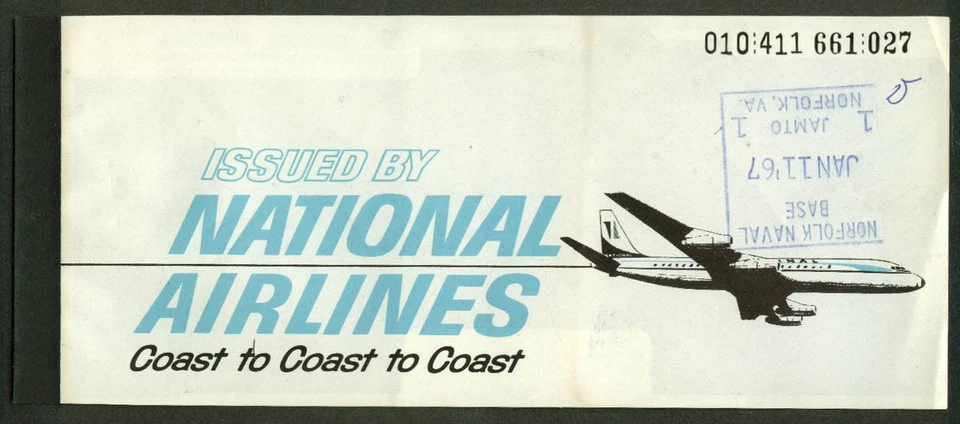 010 411 661 027
NORFOLK NAVAL
BASE
JAN 11 '67
1 JAMTO 1
NORFOLK, VA.
ISSUED BY
NATIONAL
AIRLINES
Coast to Coast to Coast